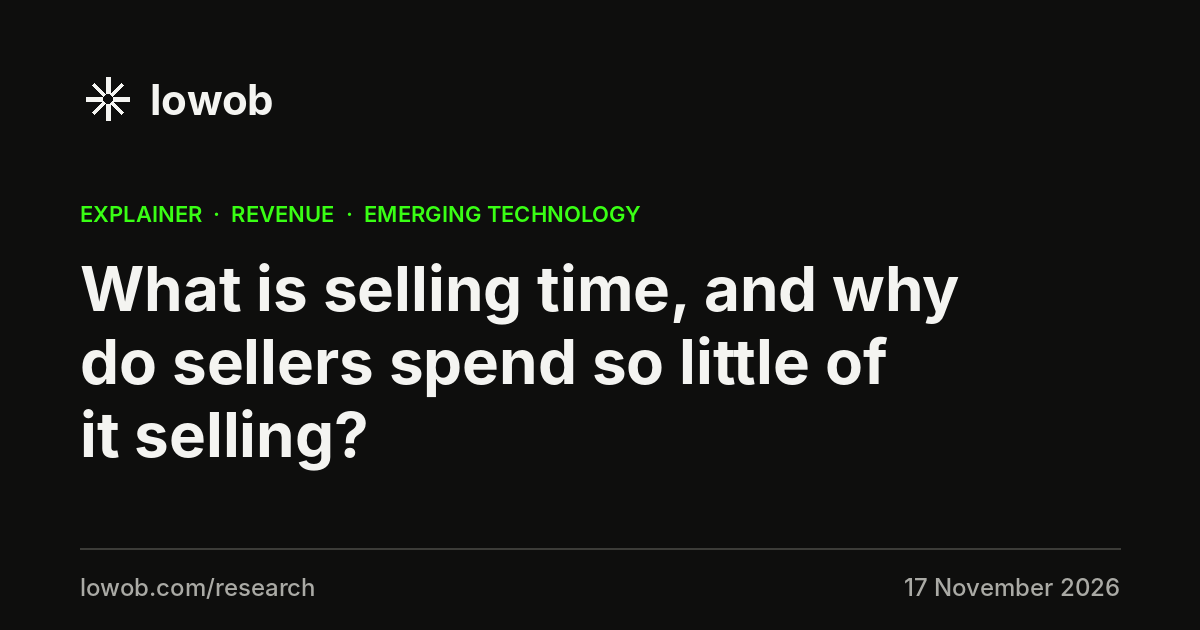 lowob
EXPLAINER · REVENUE · EMERGING TECHNOLOGY
What is selling time, and why
do sellers spend so little of
it selling?
lowob.com/research
17 November 2026